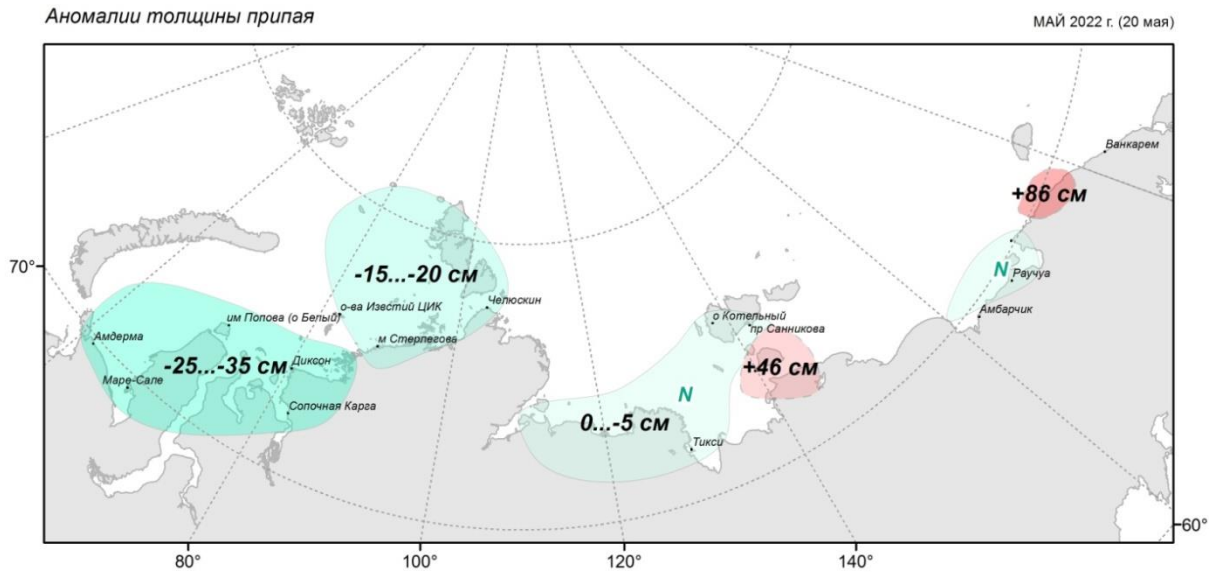 Аномалии толщины припая
МАЙ 2022 г. (20 мая)
Ванкарем
+86 см
70°
-15...-20 см
N
Раучуа
Челюскин
о-ва Известий ЦИК
Амбарчик
им Попова (о Белый)
о Котельный
пр Санникова
Амдерма
м Стерлегова
-25...-35 см
Диксон
+46 см
Маре-Сале
N
Сопочная Карга
0...-5 см
Тикси
60°
80°
100°
120°
140°